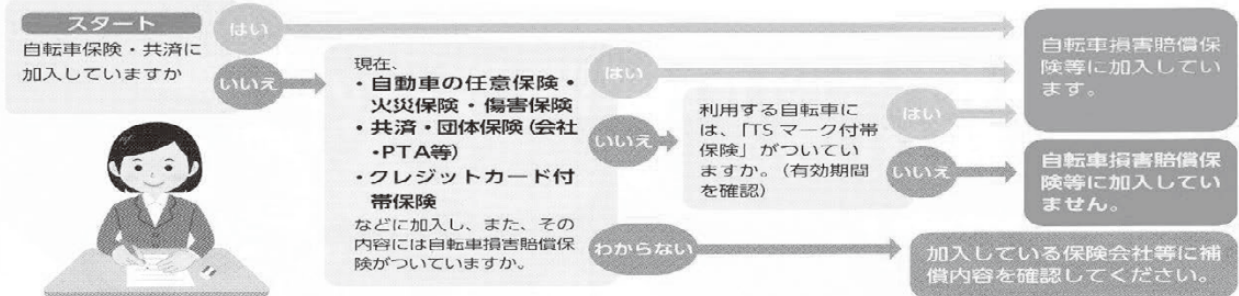 スタート
自転車保険・共済に
加入していますか
はい
いいえ
現在、
・自動車の任意保険・
火災保険・傷害保険
・共済・団体保険(会社
・PTA等)
・クレジットカード付
帯保険
などに加入し、また、その
内容には自転車損害賠償保
険がついていますか。
はい
いいえ
わからない
利用する自転車に
は、「TSマーク付帯
保険」がついてい
ますか。(有効期間
を確認)
はい
いいえ
自転車損害賠償保
険等に加入してい
ます。
自転車損害賠償保
険等に加入してい
ません。
加入している保険会社等に補
償内容を確認してください。